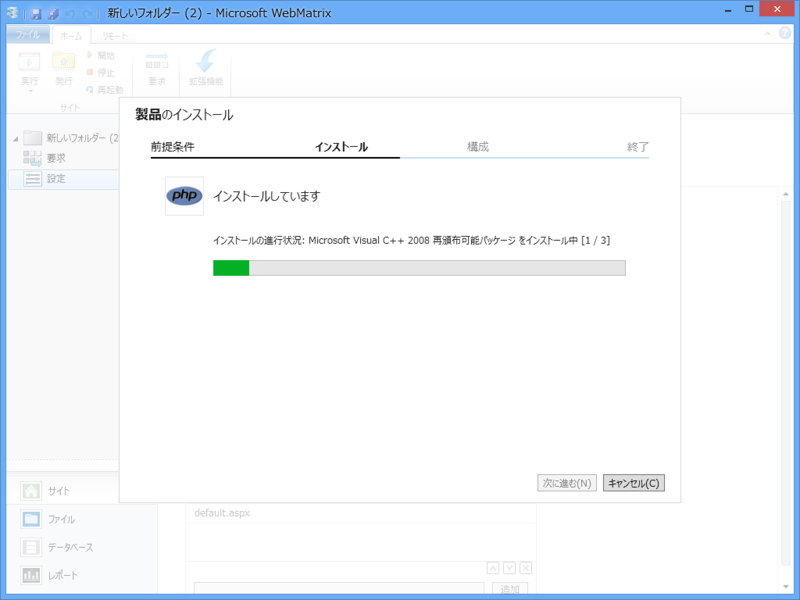 新しいフォルダー (2) - Microsoft WebMatrix
ファイル
ホーム
リモート
実行
発行
開始
停止
再起動
要求
拡張機能
サイト
製品のインストール
前提条件
インストール
構成
終了
php
インストールしています
インストールの進行状況: Microsoft Visual C++ 2008 再頒布可能パッケージ をインストール中 [1 / 3]
次に進む(N)
キャンセル(C)
新しいフォルダー (2
要求
設定
サイト
ファイル
データベース
レポート
default.aspx
追加